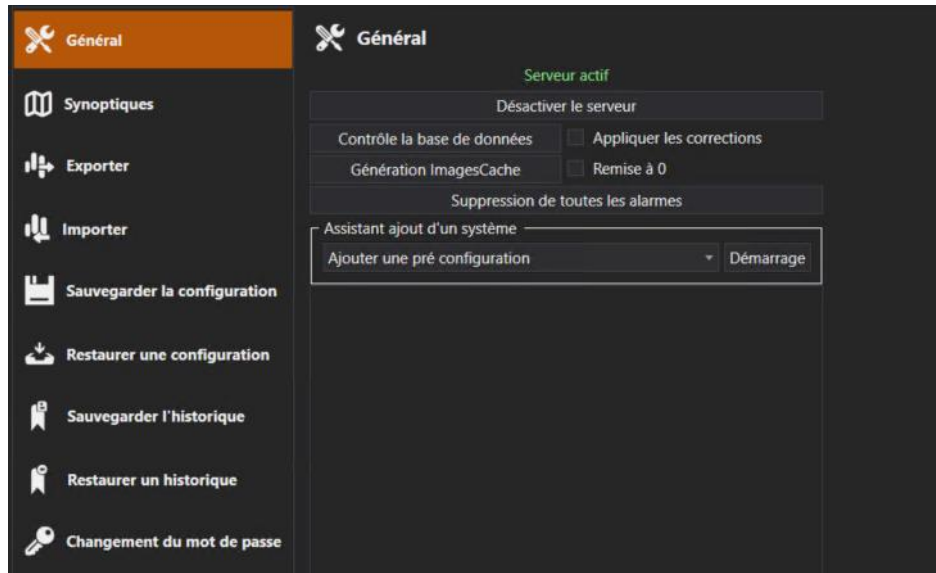 Général
Synoptiques
Exporter
Importer
Sauvegarder la configuration
Restaurer une configuration
Sauvegarder l'historique
Restaurer un historique
Changement du mot de passe
Général
Serveur actif
Désactiver le serveur
Contrôle la base de données Appliquer les corrections
Génération ImagesCache Remise à 0
Suppression de toutes les alarmes
Assistant ajout d'un système
Ajouter une pré configuration Démarrage